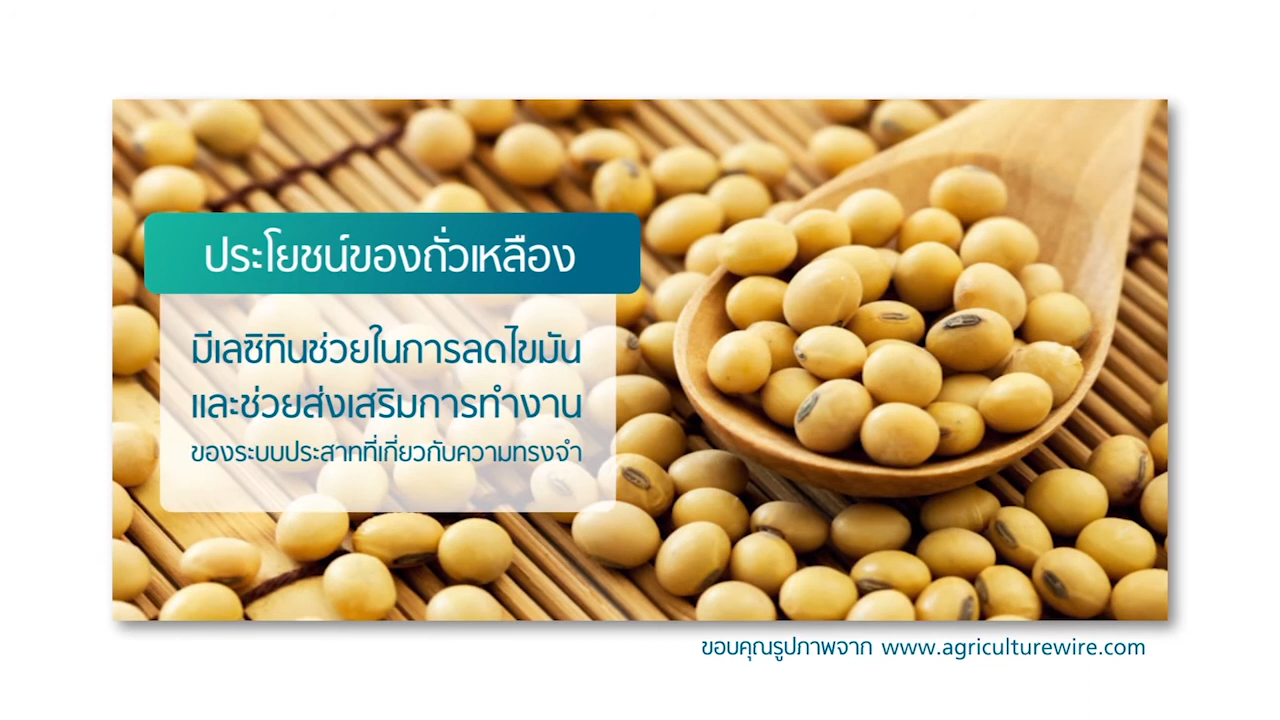 ประโยชน์ของถั่วเหลือง
มีเลซิทินช่วยในการลดไขมัน
และช่วยส่งเสริมการทำงาน
ของระบบประสาทที่เกี่ยวกับความทรงจำ
ขอบคุณรูปภาพจาก www.agriculturewire.com